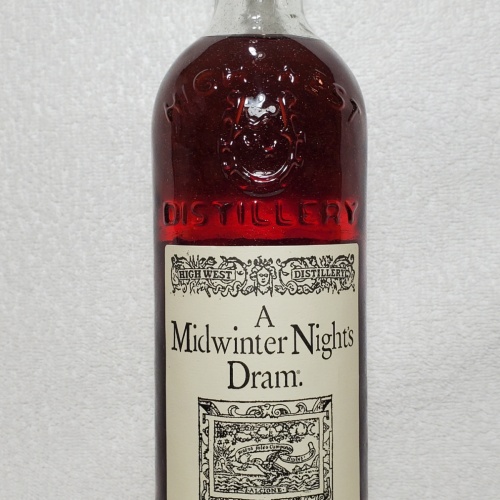 HIGH WEST
DISTILLERY
HIGH WEST DISTILLERY
A
Midwinter Night's
Dram.